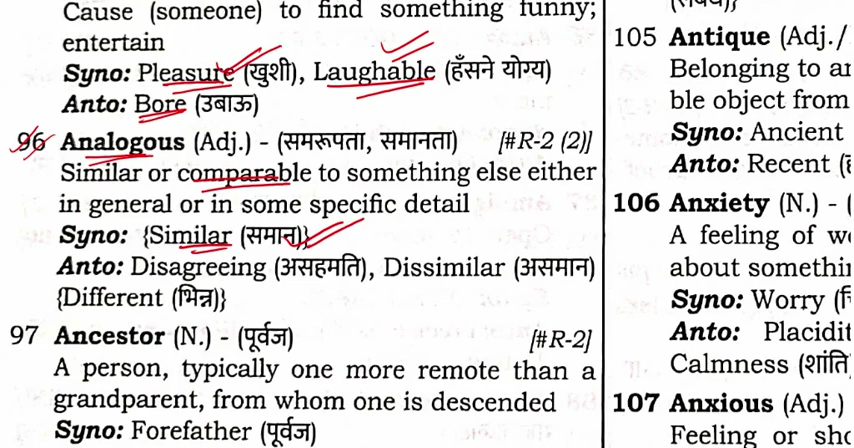 Cause (someone) to find something funny;
entertain
Syno: Pleasure (खुशी), Laughable (हँसने योग्य)
Anto: Bore (उबाऊ)
96 Analogous (Adj.) - (समरूपता, समानता) [#R-2 (2)]
Similar or comparable to something else either
in general or in some specific detail
Syno: {Similar (समान)}
Anto: Disagreeing (असहमति), Dissimilar (असमान)
{Different (भिन्न)}
97 Ancestor (N.) - (पूर्वज) [#R-2]
A person, typically one more remote than a
grandparent, from whom one is descended
Syno: Forefather (पूर्वज)
105 Antique (Adj./
Belonging to an
ble object from
Syno: Ancient
Anto: Recent (
106 Anxiety (N.) - (
A feeling of wo
about somethin
Syno: Worry (
Anto: Placidit
Calmness (शांति)
107 Anxious (Adj.)
Feeling or sho